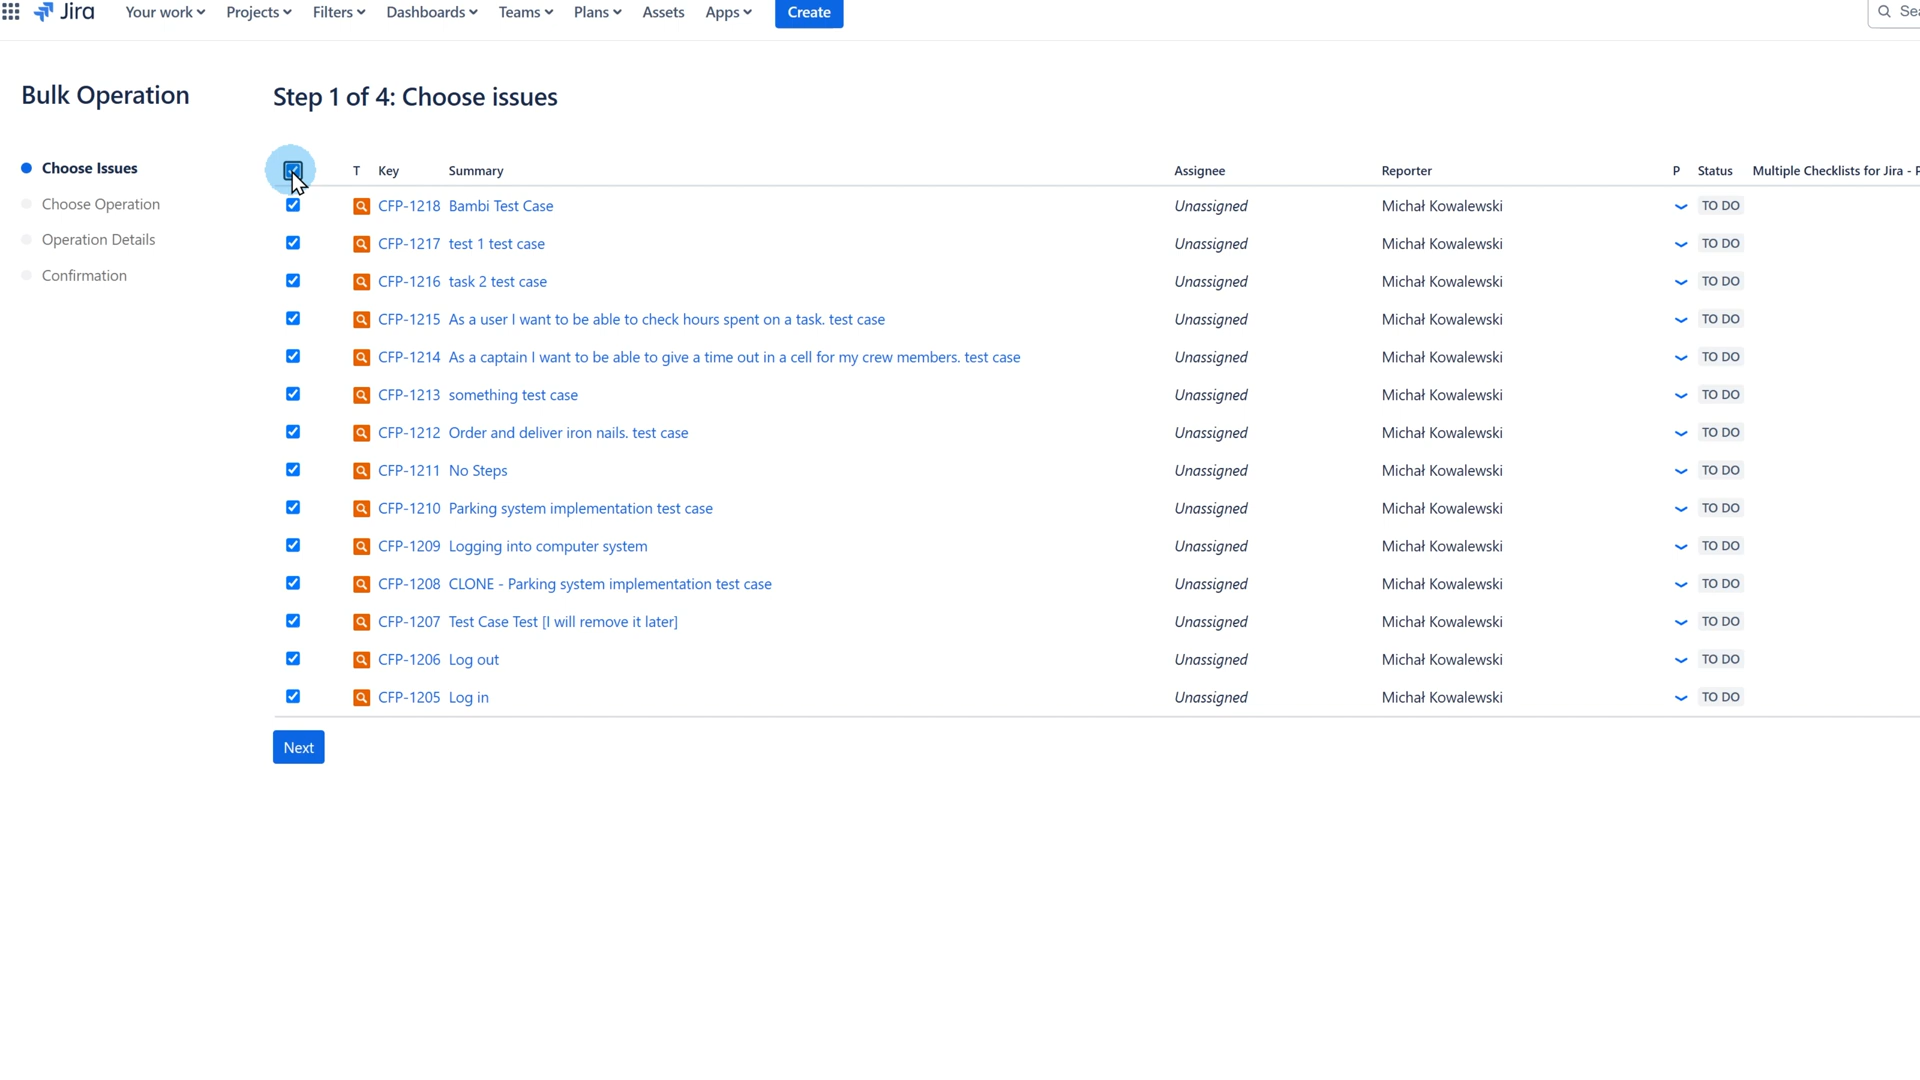 Jira Your work Projects Filters Dashboards Teams Plans Assets Apps Create
Bulk Operation
Choose Issues
Choose Operation
Operation Details
Confirmation
Step 1 of 4: Choose issues
T Key Summary Assignee Reporter P Status Multiple Checklists for Jira -
CFP-1218 Bambi Test Case Unassigned Michał Kowalewski TO DO
CFP-1217 test 1 test case Unassigned Michał Kowalewski TO DO
CFP-1216 task 2 test case Unassigned Michał Kowalewski TO DO
CFP-1215 As a user I want to be able to check hours spent on a task. test case Unassigned Michał Kowalewski TO DO
CFP-1214 As a captain I want to be able to give a time out in a cell for my crew members. test case Unassigned Michał Kowalewski TO DO
CFP-1213 something test case Unassigned Michał Kowalewski TO DO
CFP-1212 Order and deliver iron nails. test case Unassigned Michał Kowalewski TO DO
CFP-1211 No Steps Unassigned Michał Kowalewski TO DO
CFP-1210 Parking system implementation test case Unassigned Michał Kowalewski TO DO
CFP-1209 Logging into computer system Unassigned Michał Kowalewski TO DO
CFP-1208 CLONE - Parking system implementation test case Unassigned Michał Kowalewski TO DO
CFP-1207 Test Case Test [I will remove it later] Unassigned Michał Kowalewski TO DO
CFP-1206 Log out Unassigned Michał Kowalewski TO DO
CFP-1205 Log in Unassigned Michał Kowalewski TO DO
Next